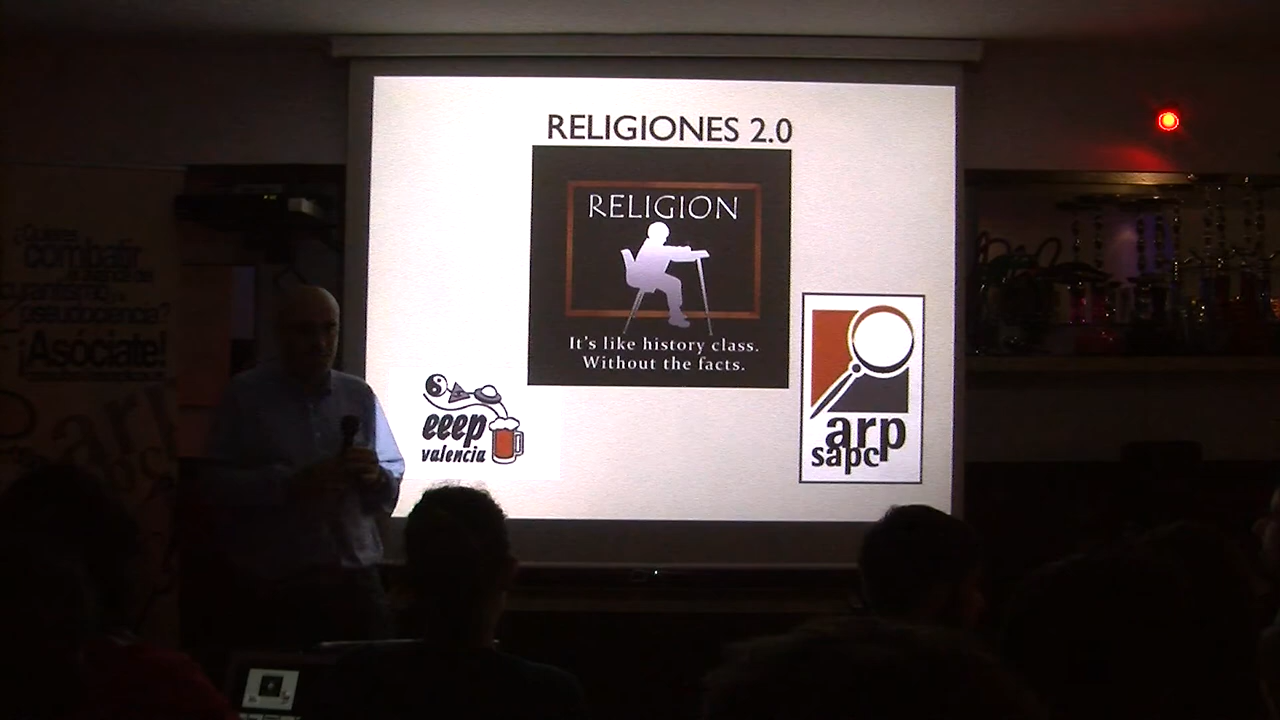 RELIGIONES 2.0
RELIGION
It's like history class.
Without the facts.
eeep
valencia
arp
sapc
¿Quieres
combatir
pseudociencia?
¡Asóciate!
arp